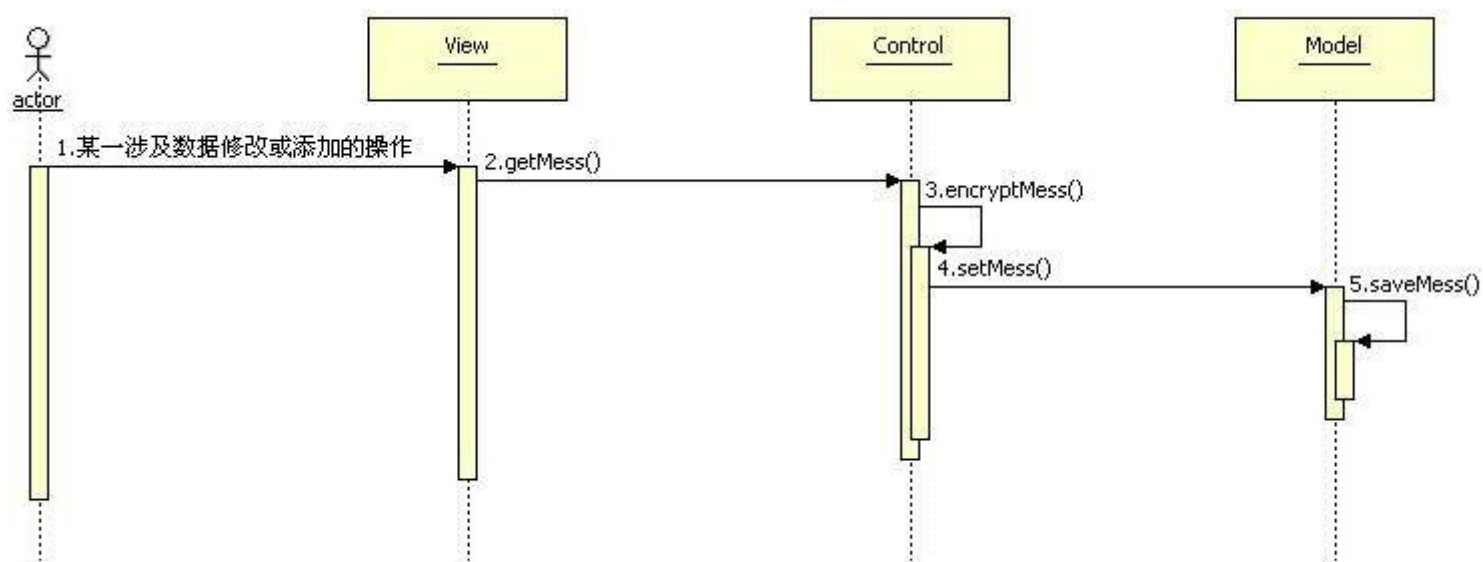 View
Control
Model
actor
1.某一涉及数据修改或添加的操作
2.getMess()
3.encryptMess()
4.setMess()
5.saveMess()